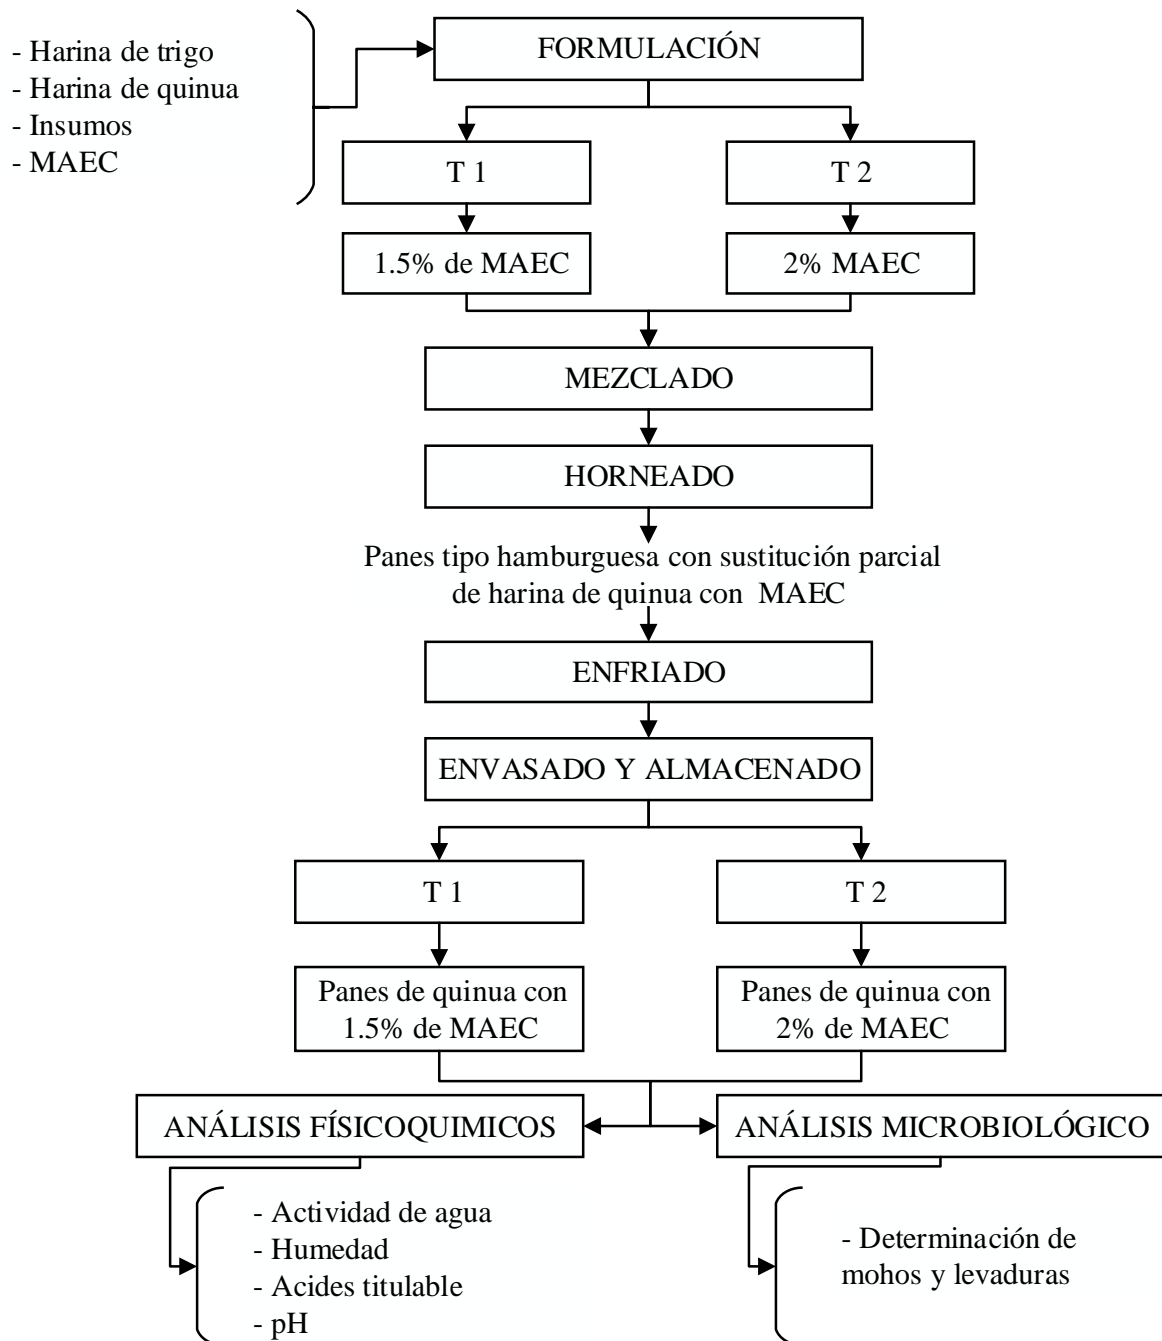 - Harina de trigo
- Harina de quinua
- Insumos
- MAEC
FORMULACIÓN
T 1
T 2
1.5% de MAEC
2% MAEC
MEZCLADO
HORNEADO
Panes tipo hamburguesa con sustitución parcial
de harina de quinua con MAEC
ENFRIADO
ENVASADO Y ALMACENADO
T 1
T 2
Panes de quinua con
1.5% de MAEC
Panes de quinua con
2% de MAEC
ANÁLISIS FÍSICOQUIMICOS
ANÁLISIS MICROBIOLÓGICO
- Actividad de agua
- Humedad
- Acides titulable
- pH
- Determinación de
mohos y levaduras